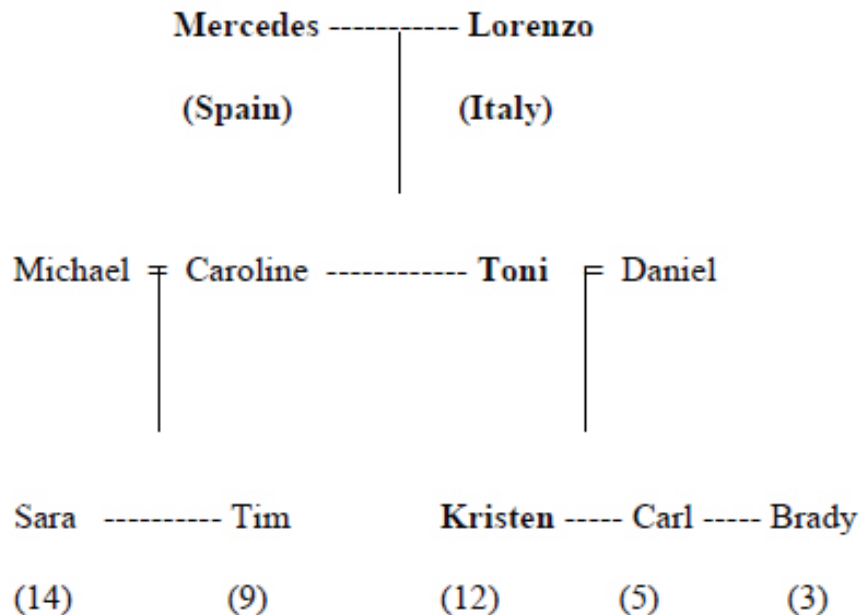 Mercedes ----------- Lorenzo
(Spain) (Italy)
Michael = Caroline ------------ Toni = Daniel
Sara ---------- Tim Kristen ----- Carl ----- Brady
(14) (9) (12) (5) (3)